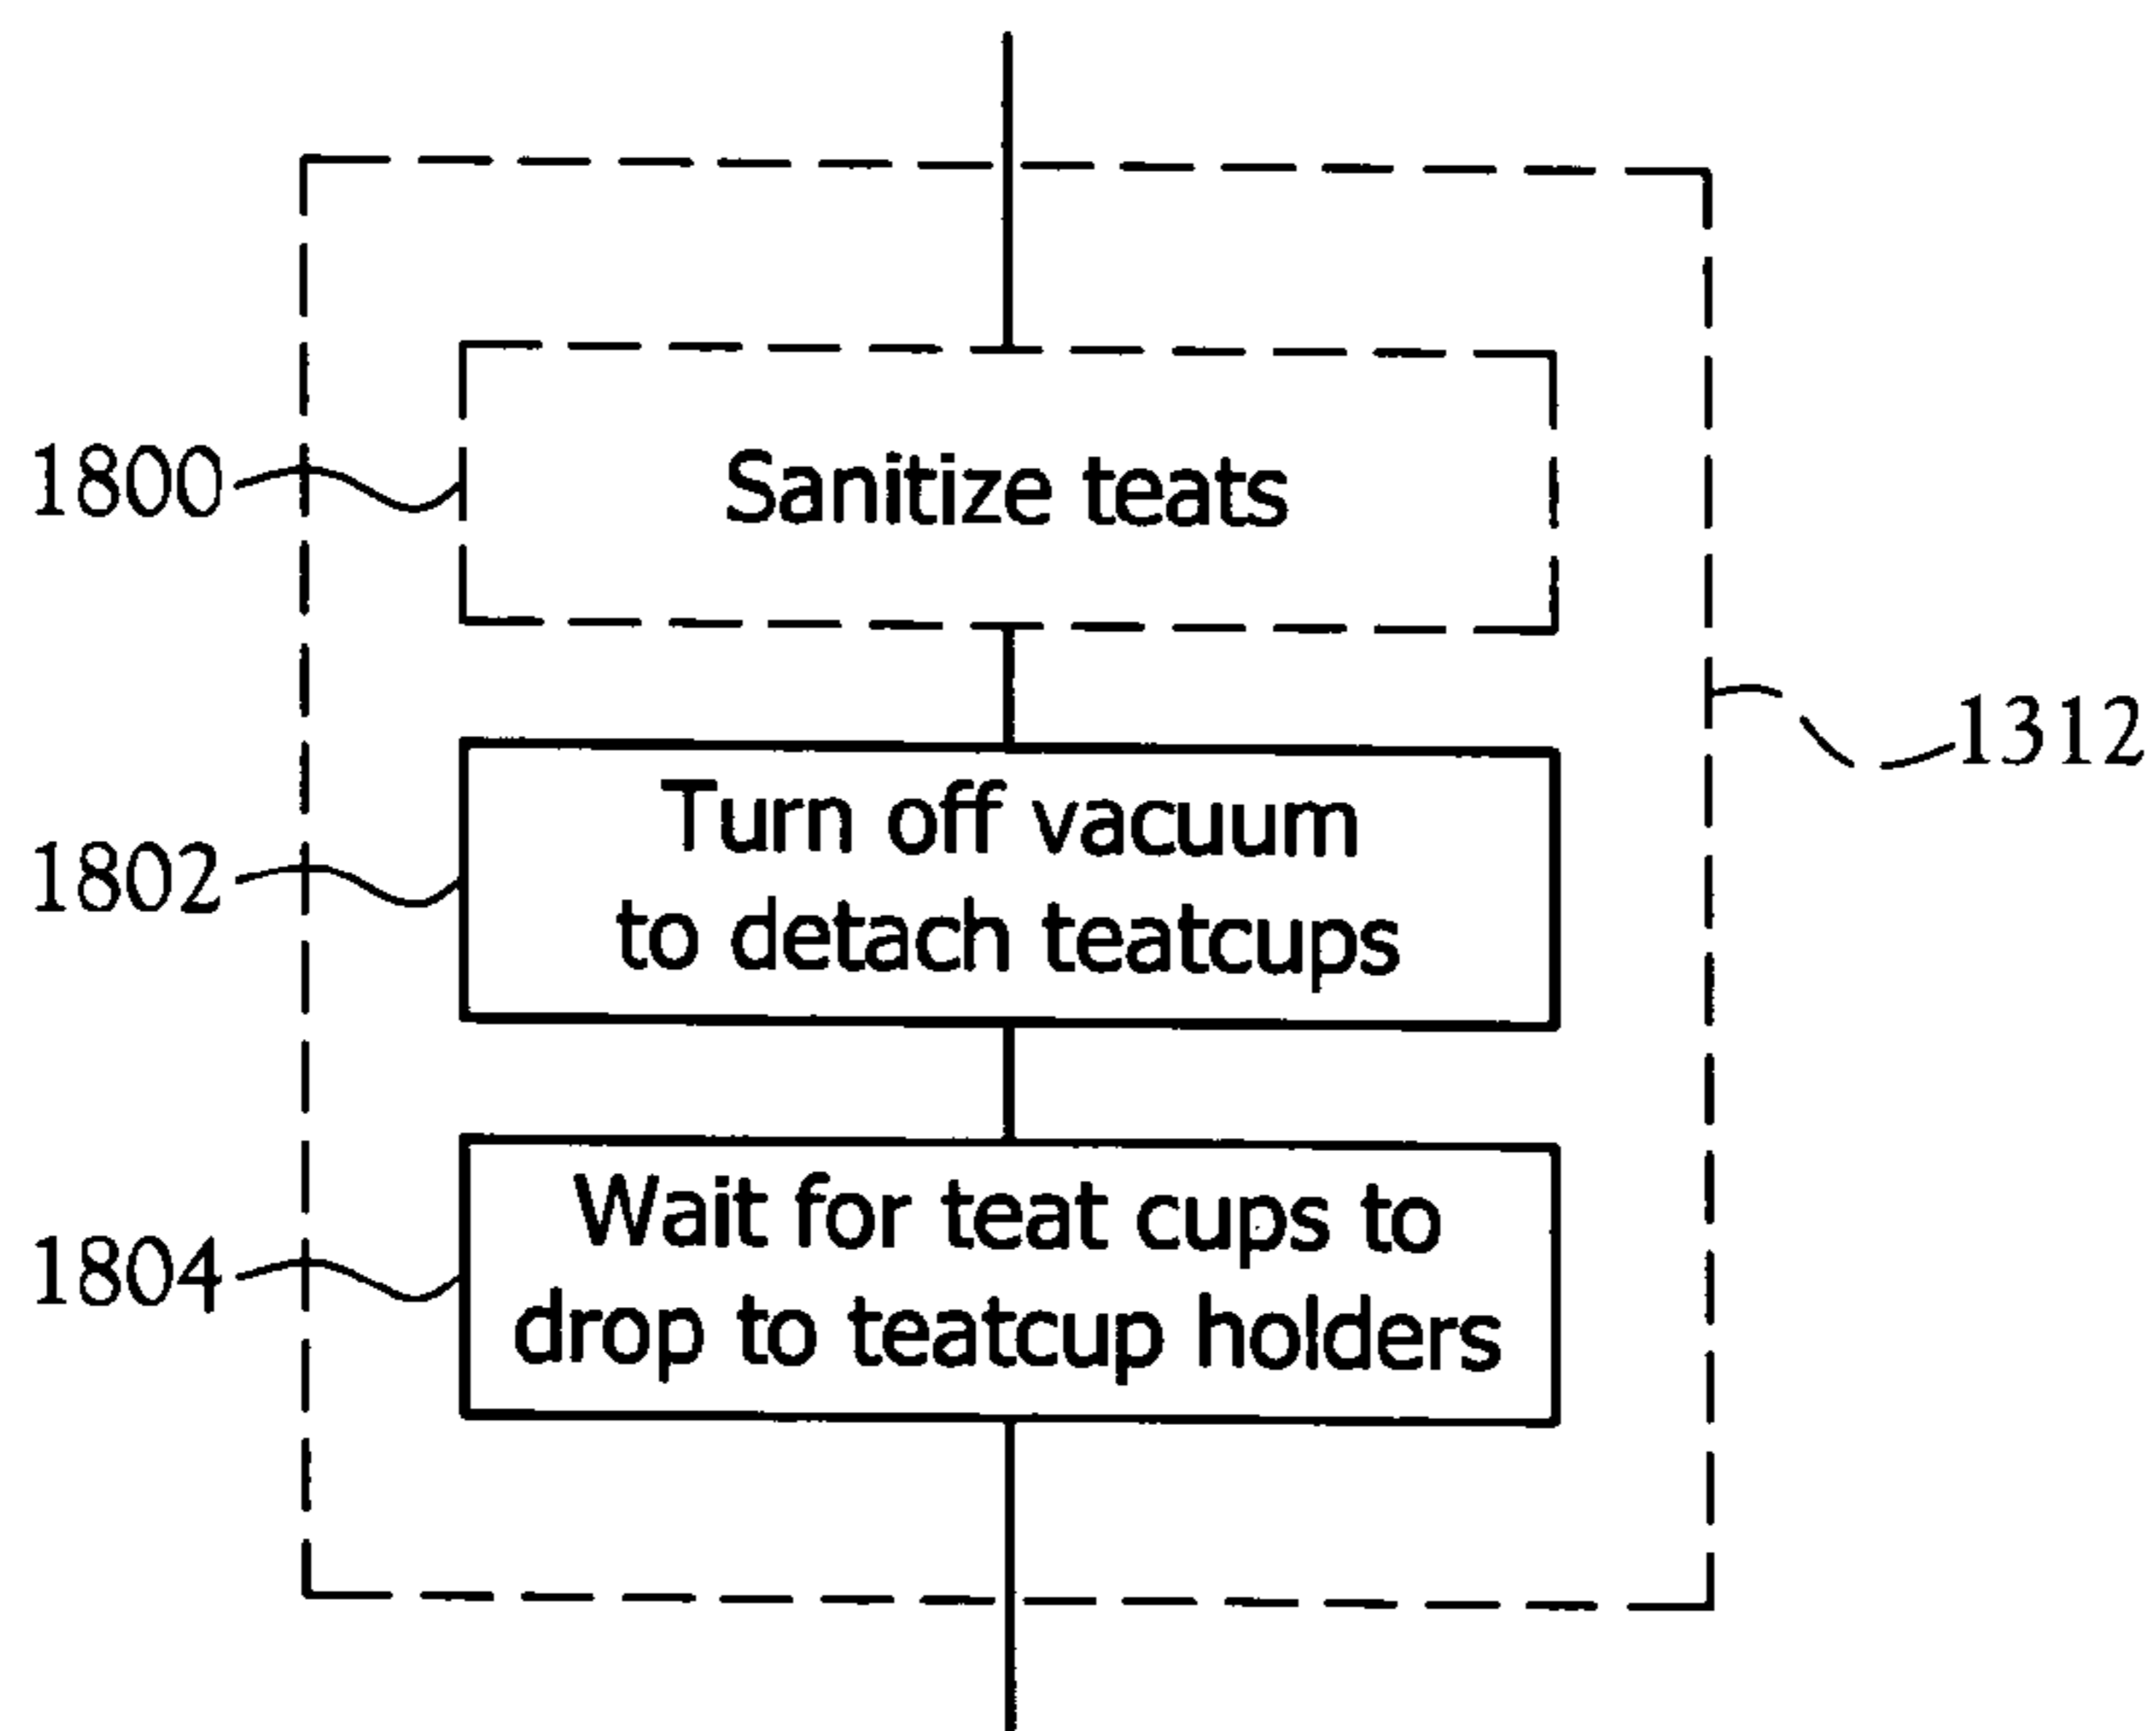 1800
Sanitize teats
1312
1802
Turn off vacuum
to detach teatcups
1804
Wait for teat cups to
drop to teatcup holders